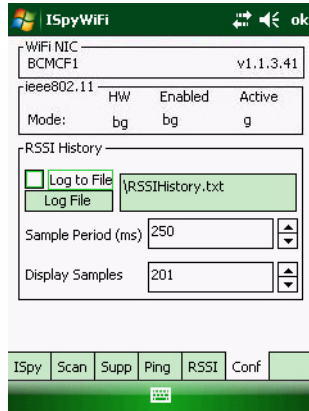 ISpyWiFi ok
WiFi NIC
BCMCF1 v1.1.3.41
ieee802.11
HW Enabled Active
Mode: bg bg g
RSSI History
Log to File
Log File \RSSIHistory.txt
Sample Period (ms) 250
Display Samples 201
ISpy Scan Supp Ping RSSI Conf